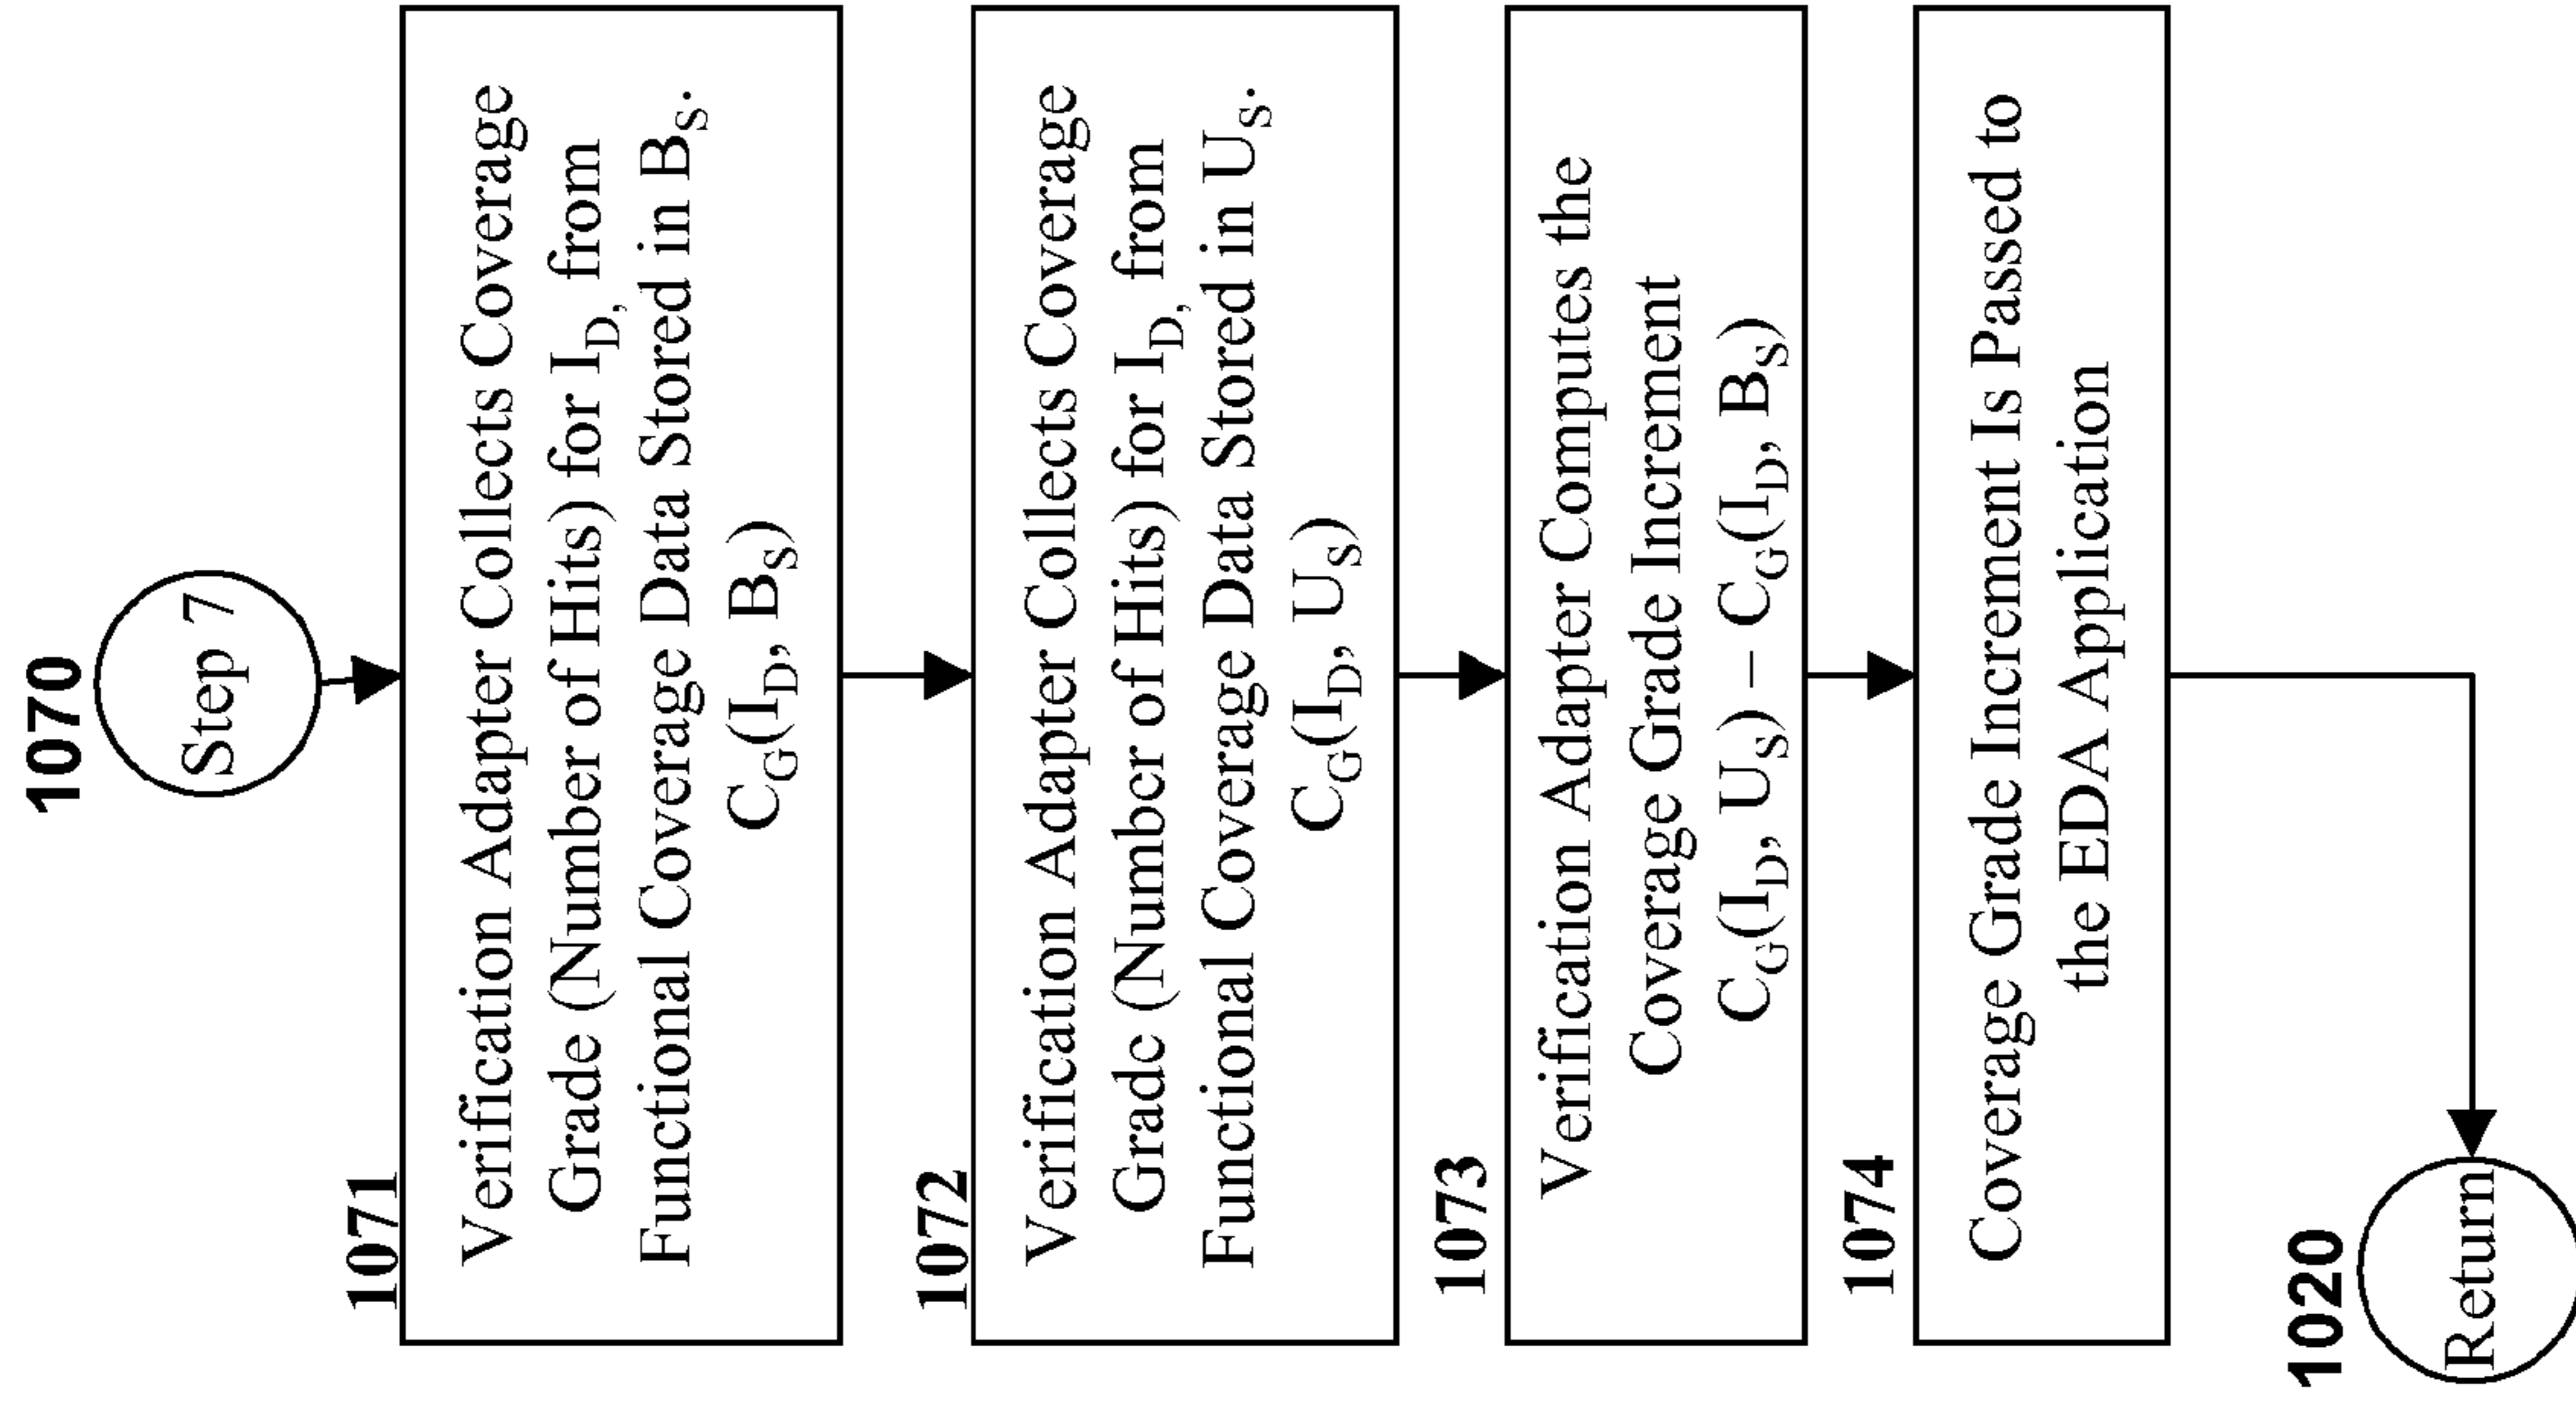 1070
Step 7
1071
Verification Adapter Collects Coverage
Grade (Number of Hits) for I_D, from
Functional Coverage Data Stored in B_S.
C_G(I_D, B_S)
1072
Verification Adapter Collects Coverage
Grade (Number of Hits) for I_D, from
Functional Coverage Data Stored in U_S.
C_G(I_D, U_S)
1073
Verification Adapter Computes the
Coverage Grade Increment
C_G(I_D, U_S) – C_G(I_D, B_S)
1074
Coverage Grade Increment Is Passed to
the EDA Application
1020
Return